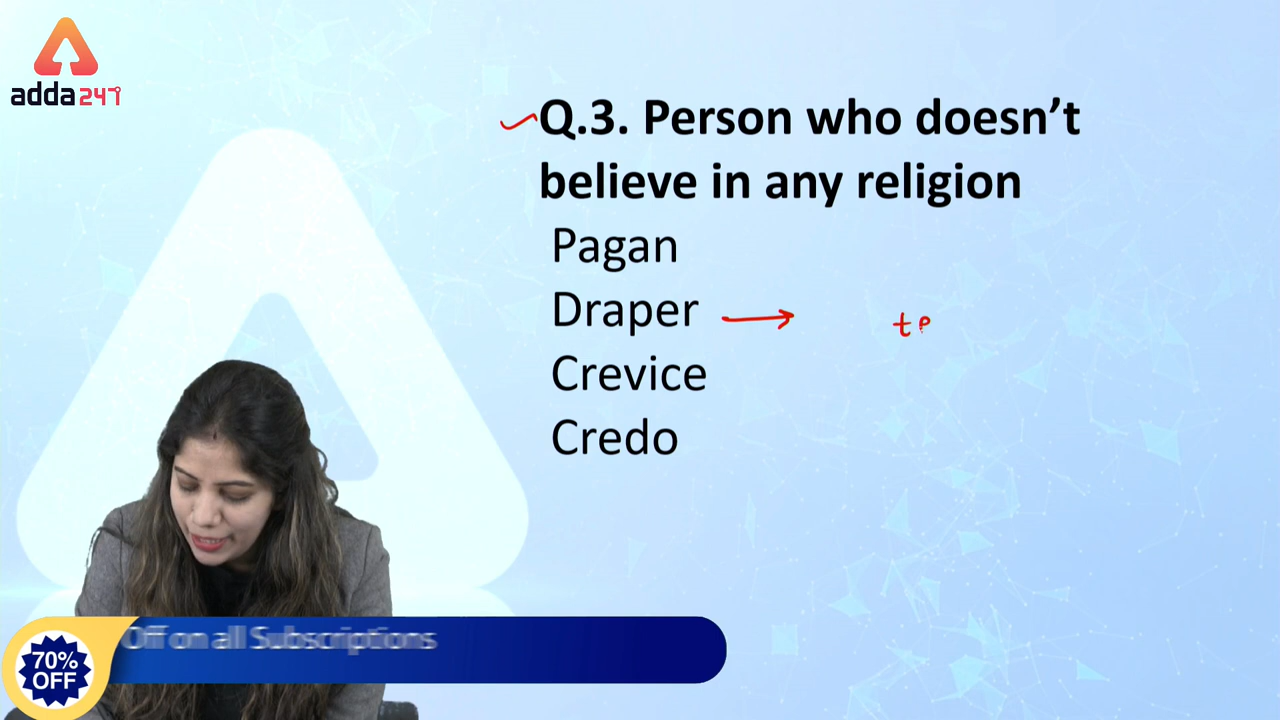 adda247
Q.3. Person who doesn't
believe in any religion
Pagan
Draper → te
Crevice
Credo
Off on all Subscriptions
70%
OFF